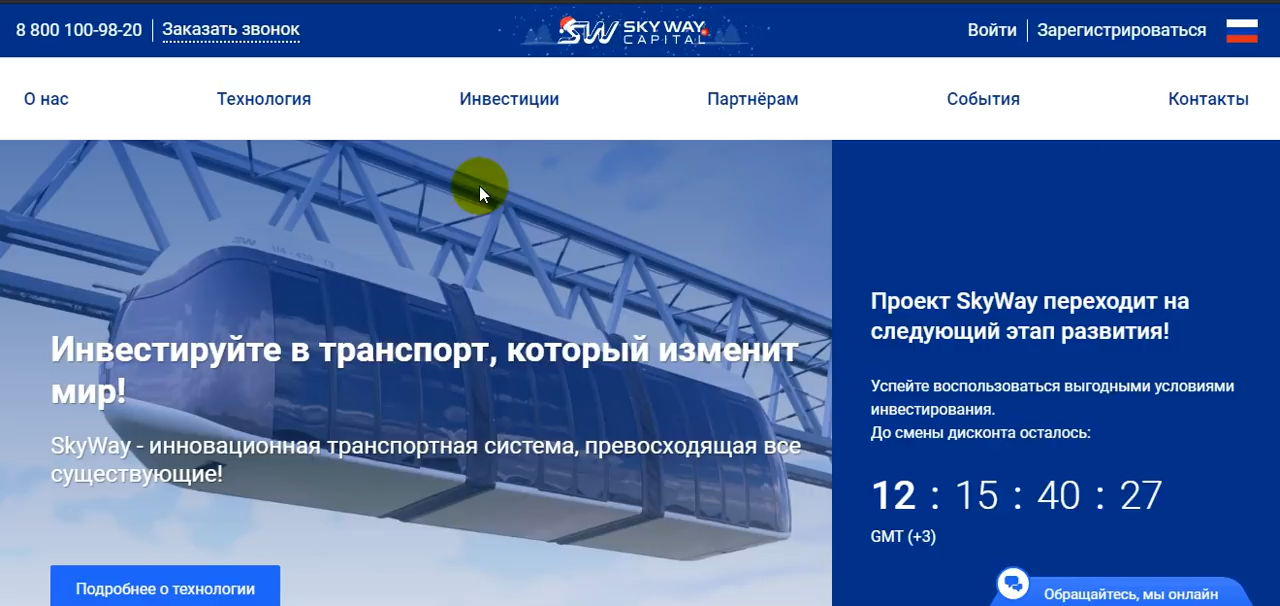 8 800 100-98-20
Заказать звонок
SW SKY WAY
CAPITAL
Войти
Зарегистрироваться
О нас
Технология
Инвестиции
Партнёрам
События
Контакты
Инвестируйте в транспорт, который изменит
мир!
SkyWay - инновационная транспортная система, превосходящая все
существующие!
Подробнее о технологии
Проект SkyWay переходит на
следующий этап развития!
Успейте воспользоваться выгодными условиями
инвестирования.
До смены дисконта осталось:
12 : 15 : 40 : 27
GMT (+3)
Обращайтесь, мы онлайн